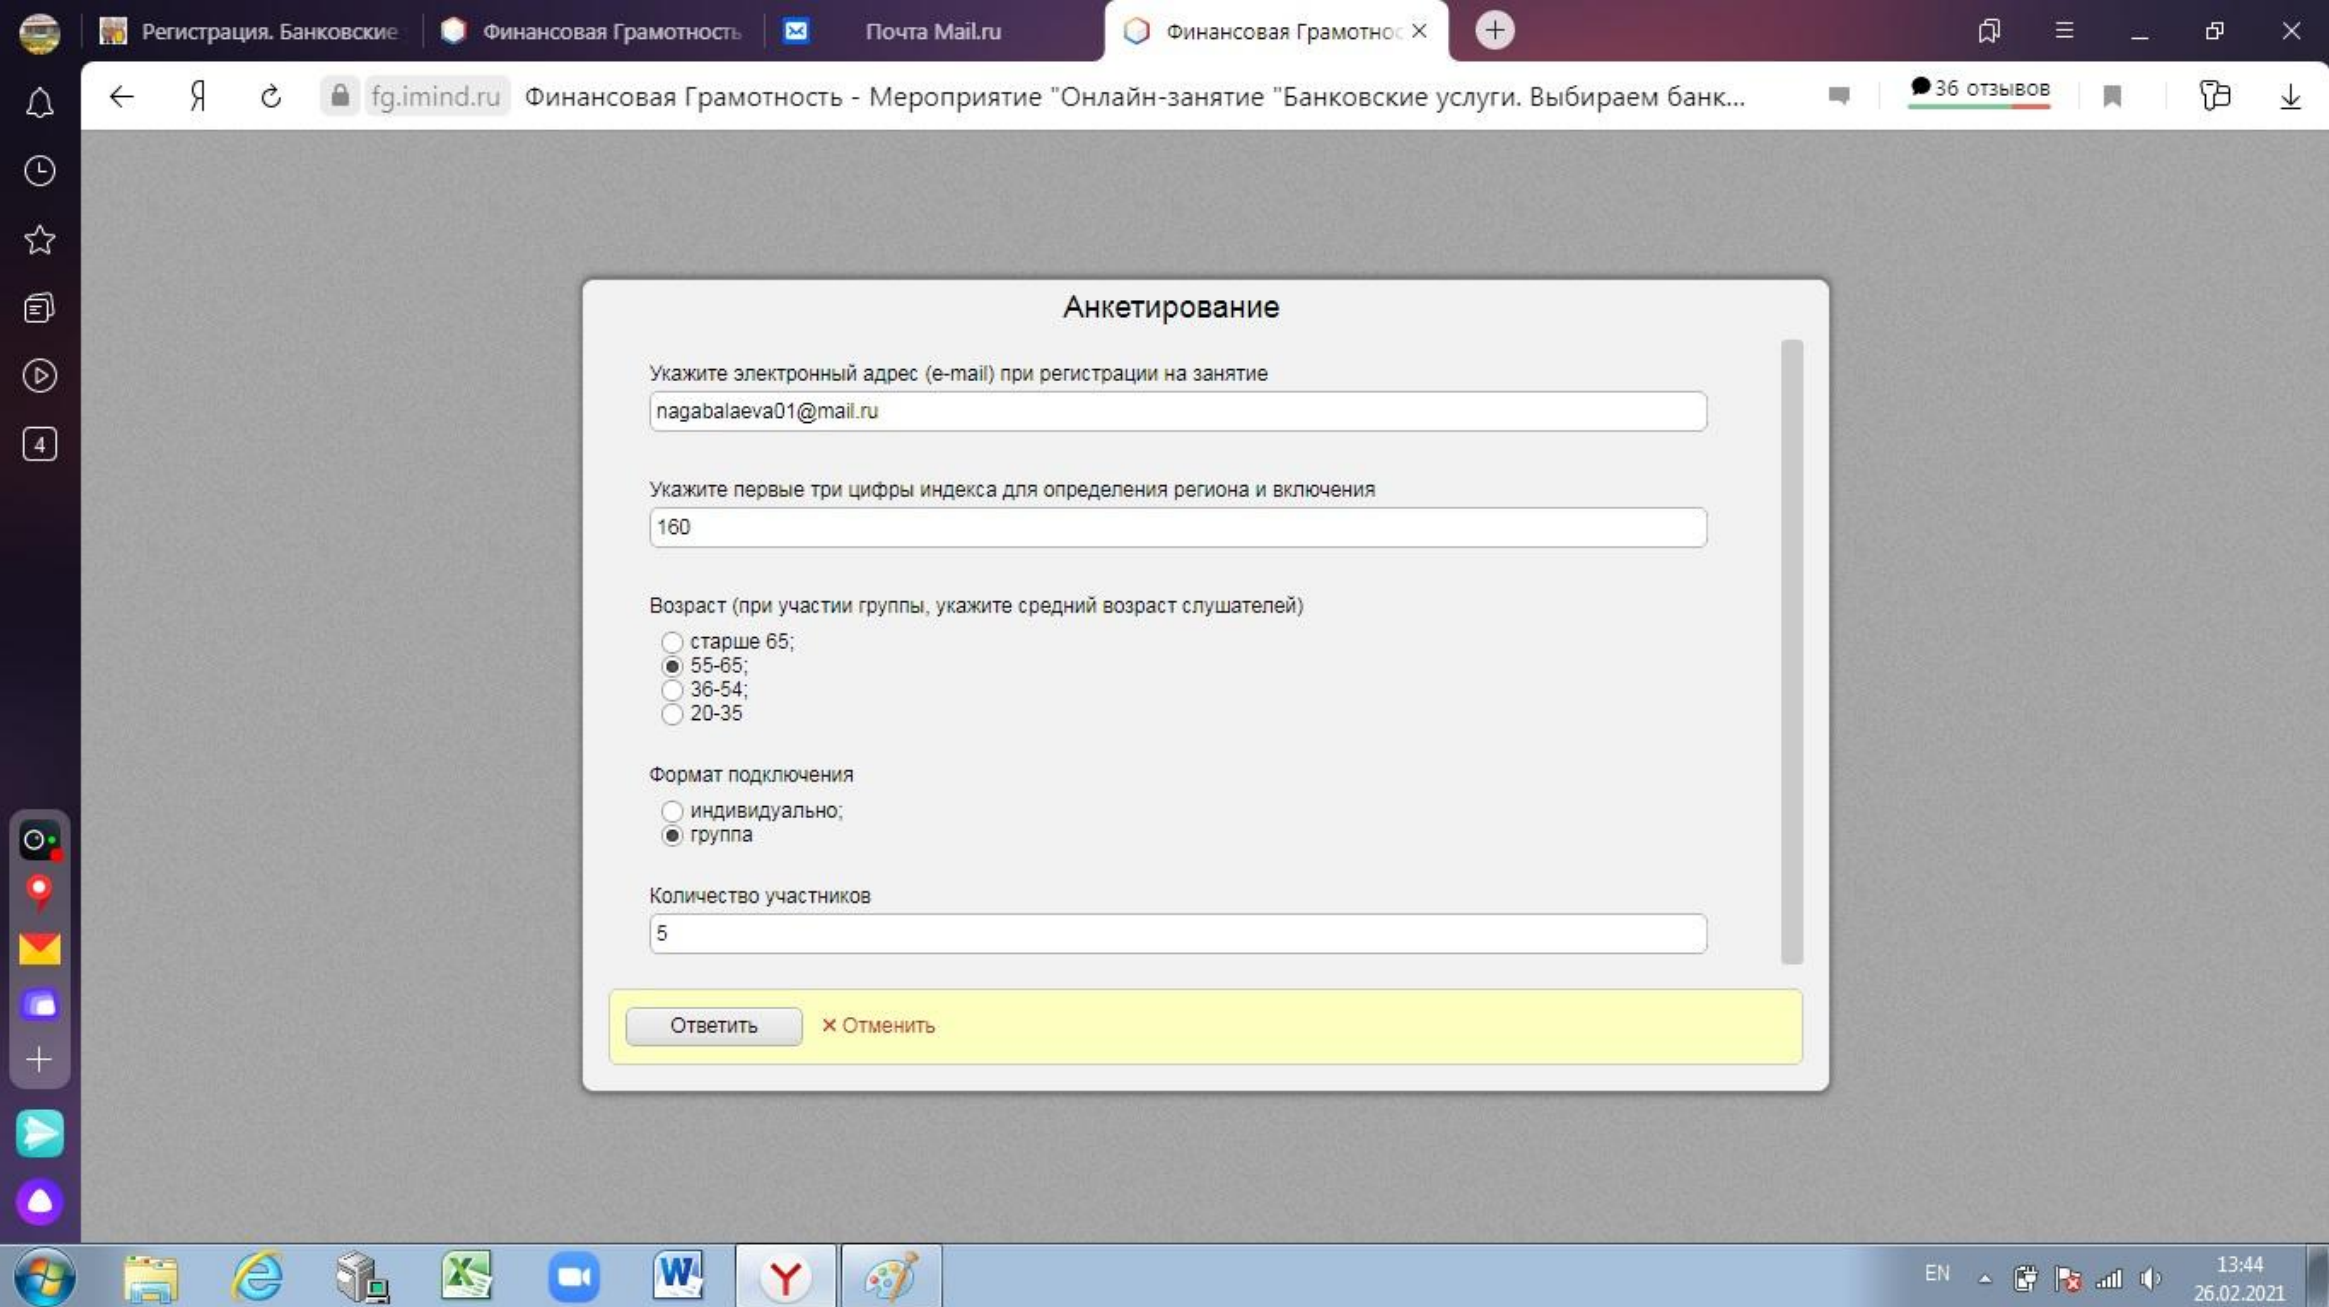 Регистрация. Банковские
Финансовая Грамотность
Почта Mail.ru
Финансовая Грамотнос
Я
fg.imind.ru
Финансовая Грамотность - Мероприятие "Онлайн-занятие "Банковские услуги. Выбираем банк...
36 отзывов
4
Анкетирование
Укажите электронный адрес (e-mail) при регистрации на занятие
nagabalaeva01@mail.ru
Укажите первые три цифры индекса для определения региона и включения
160
Возраст (при участии группы, укажите средний возраст слушателей)
старше 65;
55-65;
36-54;
20-35
Формат подключения
индивидуально;
группа
Количество участников
5
Ответить
× Отменить
EN
13:44
26.02.2021